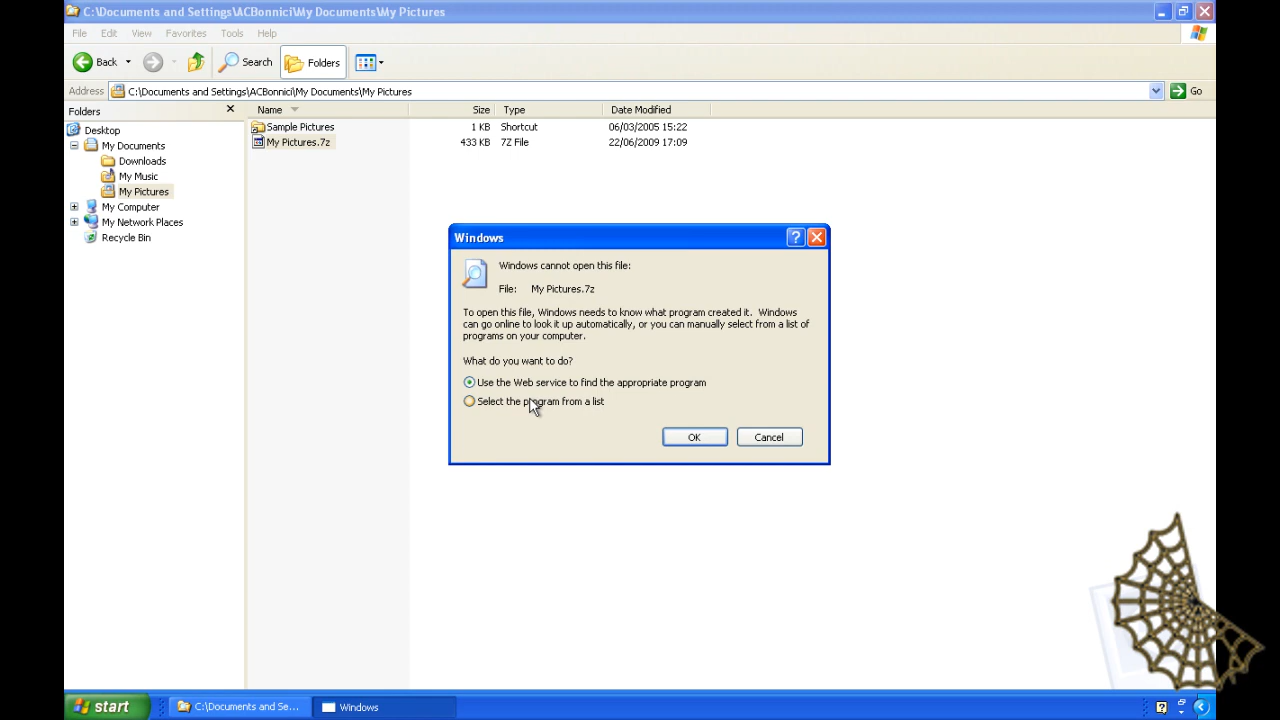 C:\Documents and Settings\ACBonnici\My Documents\My Pictures
File Edit View Favorites Tools Help
Back Search Folders
Address C:\Documents and Settings\ACBonnici\My Documents\My Pictures Go
Folders
Name Size Type Date Modified
Desktop
My Documents
Downloads
My Music
My Pictures
My Computer
My Network Places
Recycle Bin
Sample Pictures 1 KB Shortcut 06/03/2005 15:22
My Pictures.7z 433 KB 7Z File 22/06/2009 17:09
Windows
Windows cannot open this file:
File: My Pictures.7z
To open this file, Windows needs to know what program created it. Windows
can go online to look it up automatically, or you can manually select from a list of
programs on your computer.
What do you want to do?
Use the Web service to find the appropriate program
Select the program from a list
OK Cancel
start C:\Documents and Se... Windows